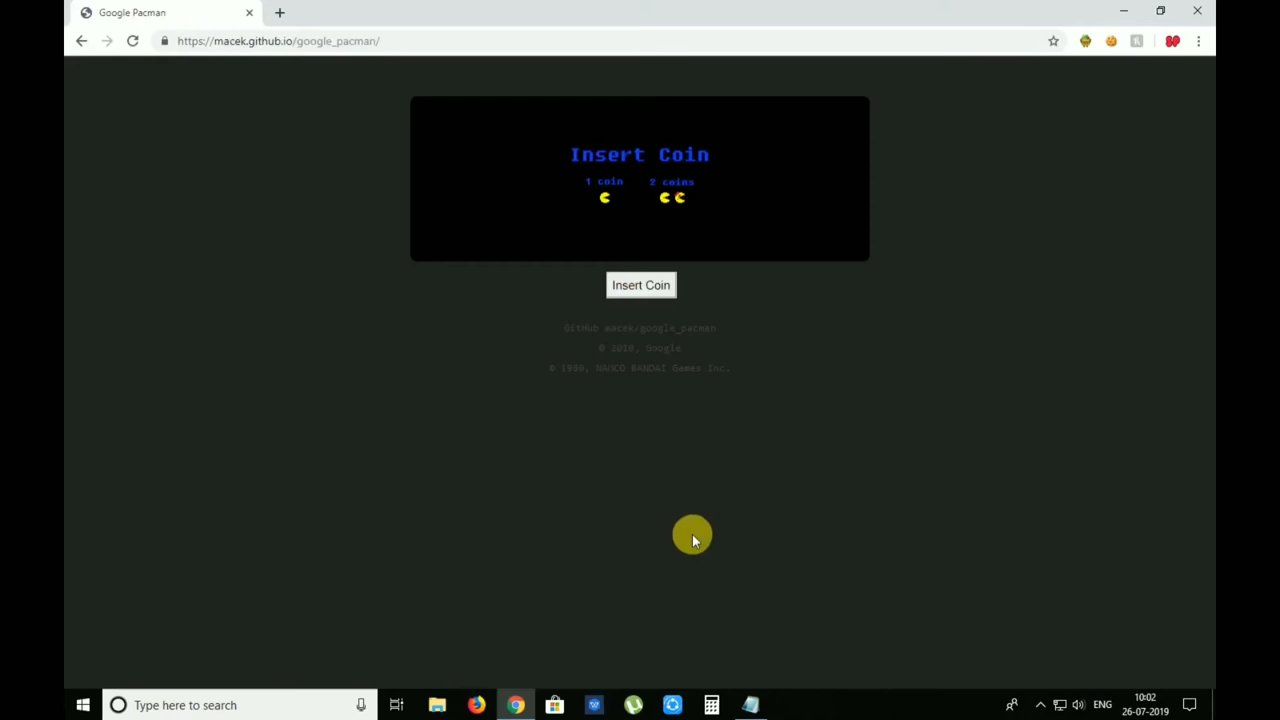 Google Pacman
https://macek.github.io/google_pacman/
Insert Coin
1 coin 2 coins
Insert Coin
GitHub macek/google_pacman
© 2010, Google
© 1980, NAMCO BANDAI Games Inc.
Type here to search
ENG
10:02
26-07-2019